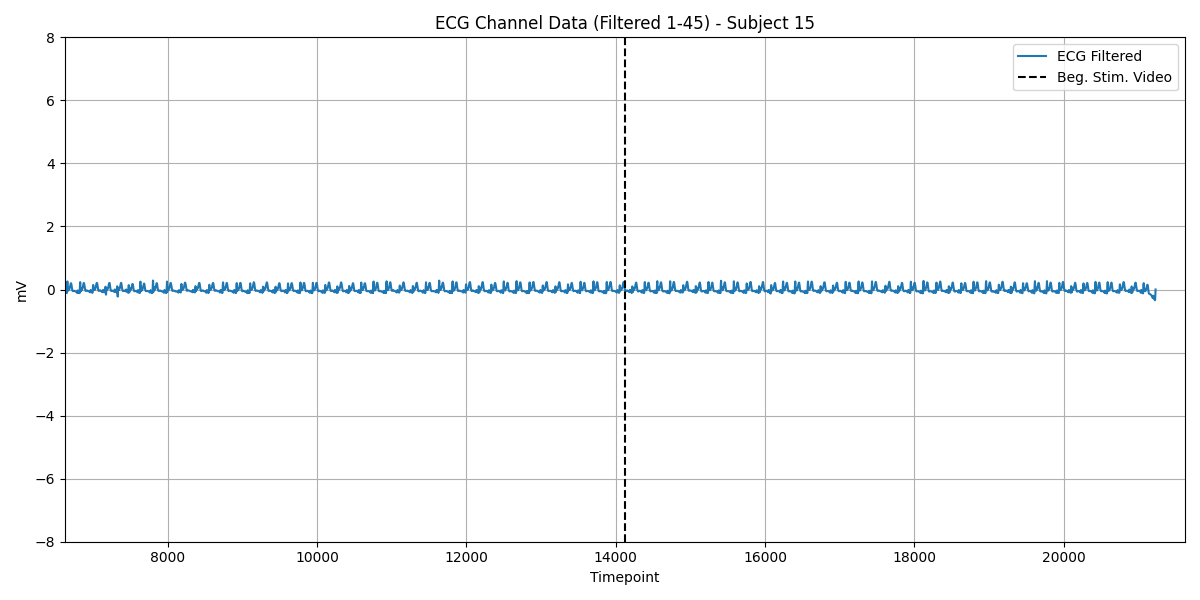 ECG Channel Data (Filtered 1-45) - Subject 15
ECG Filtered
Beg. Stim. Video
mV
8
6
4
2
0
−2
−4
−6
−8
8000 10000 12000 14000 16000 18000 20000
Timepoint